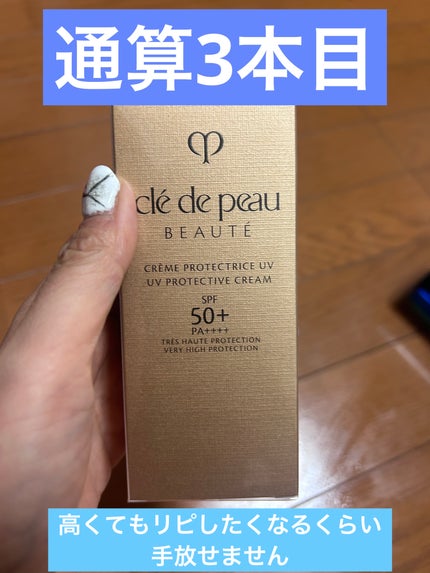 通算3本目
clé de peau
BEAUTÉ
CRÈME PROTECTRICE UV
UV PROTECTIVE CREAM
SPF
50+
PA++++
TRÈS HAUTE PROTECTION
VERY HIGH PROTECTION
高くてもリピしたくなるくらい
手放せません